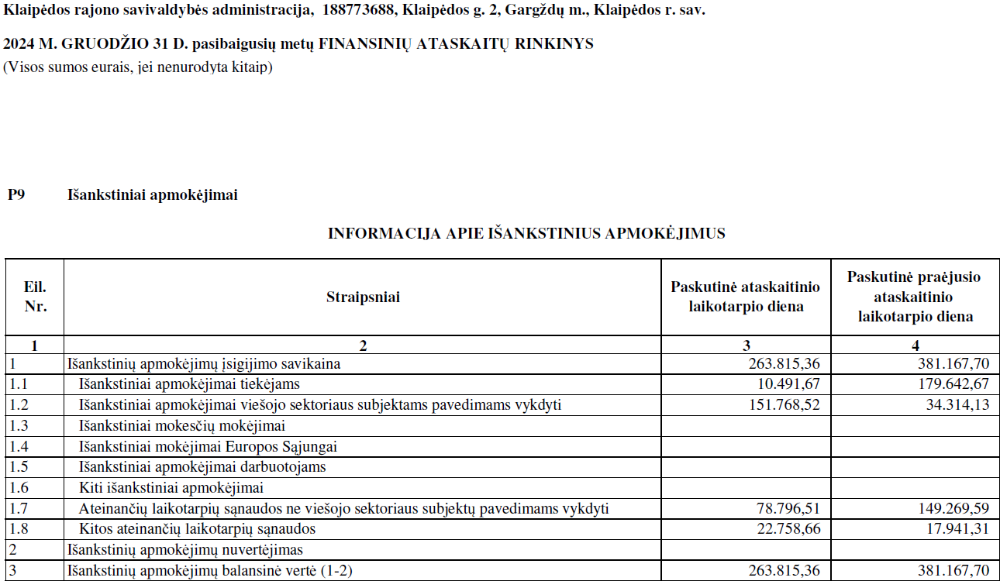 Klaipėdos rajono savivaldybės administracija, 188773688, Klaipėdos g. 2, Gargždų m., Klaipėdos r. sav.
2024 M. GRUODŽIO 31 D. pasibaigusių metų FINANSINIŲ ATASKAITŲ RINKINYS
(Visos sumos eurais, jei nenurodyta kitaip)
P9 Išankstiniai apmokėjimai
INFORMACIJA APIE IŠANKSTINIUS APMOKĖJIMUS
Eil. Nr. Straipsniai Paskutinė ataskaitinio laikotarpio diena Paskutinė praėjusio ataskaitinio laikotarpio diena
1 2 3 4
1 Išankstinių apmokėjimų įsigijimo savikaina 263.815,36 381.167,70
1.1 Išankstiniai apmokėjimai tiekėjams 10.491,67 179.642,67
1.2 Išankstiniai apmokėjimai viešojo sektoriaus subjektams pavedimams vykdyti 151.768,52 34.314,13
1.3 Išankstiniai mokesčių mokėjimai
1.4 Išankstiniai mokėjimai Europos Sąjungai
1.5 Išankstiniai apmokėjimai darbuotojams
1.6 Kiti išankstiniai apmokėjimai
1.7 Ateinančių laikotarpių sąnaudos ne viešojo sektoriaus subjektų pavedimams vykdyti 78.796,51 149.269,59
1.8 Kitos ateinančių laikotarpių sąnaudos 22.758,66 17.941,31
2 Išankstinių apmokėjimų nuvertėjimas
3 Išankstinių apmokėjimų balansinė vertė (1-2) 263.815,36 381.167,70